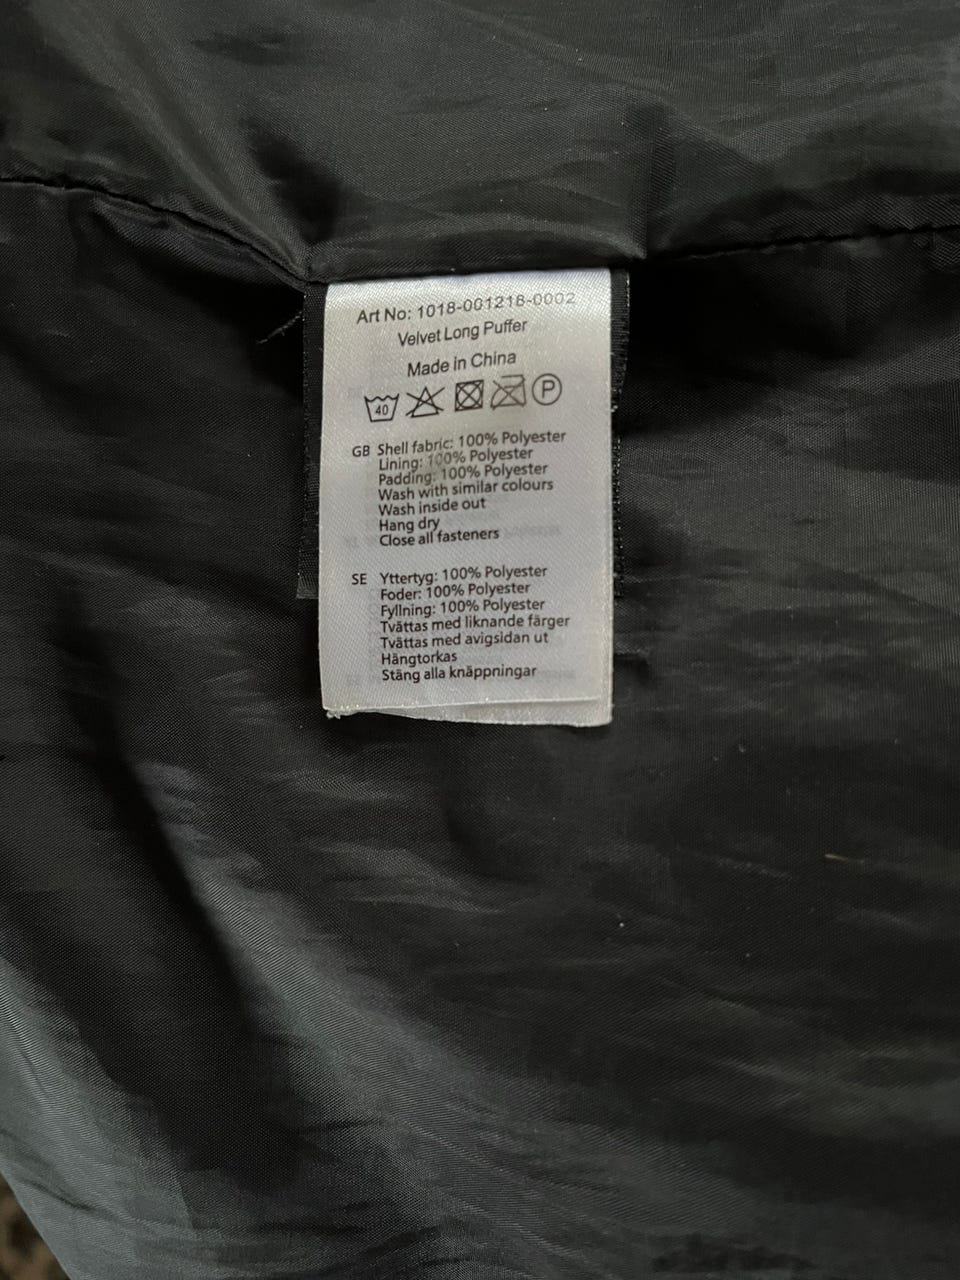 Art No: 1018-001218-0002
Velvet Long Puffer
Made in China
40 P
GB Shell fabric: 100% Polyester
Lining: 100% Polyester
Padding: 100% Polyester
Wash with similar colours
Wash inside out
Hang dry
Close all fasteners
SE Yttertyg: 100% Polyester
Foder: 100% Polyester
Fyllning: 100% Polyester
Tvättas med liknande färger
Tvättas med avigsidan ut
Hängtorkas
Stäng alla knäppningar